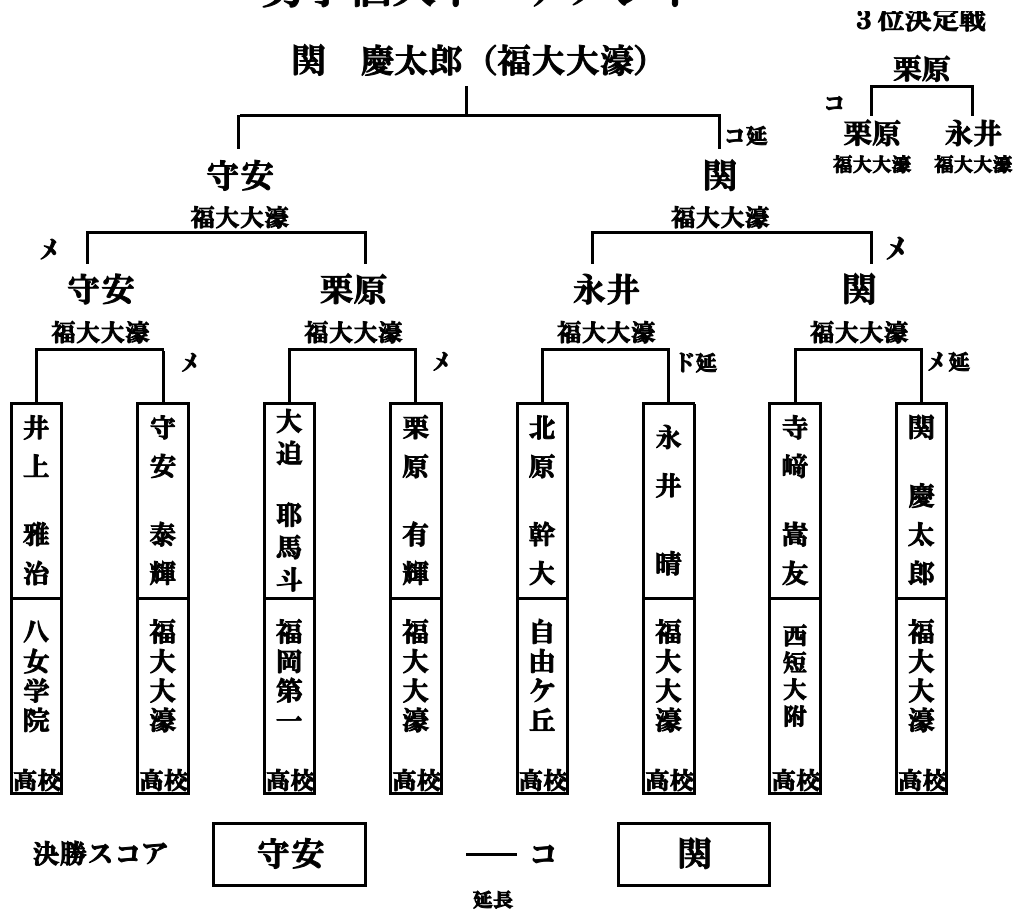 3位決定戦
関 慶太郎（福大大濠）
栗原
コ
栗原 永井
福大大濠 福大大濠
コ延
守安 関
福大大濠 福大大濠
メ メ
守安 栗原 永井 関
福大大濠 福大大濠 福大大濠 福大大濠
メ メ ド延 メ延
井上 雅治 八女学院 高校
守安 泰輝 福大大濠 高校
大迫 耶馬斗 福岡第一 高校
栗原 有輝 福大大濠 高校
北原 幹大 自由ケ丘 高校
永井 晴 福大大濠 高校
寺﨑 嵩友 西短大附 高校
関 慶太郎 福大大濠 高校
決勝スコア 守安 — コ 関
延長